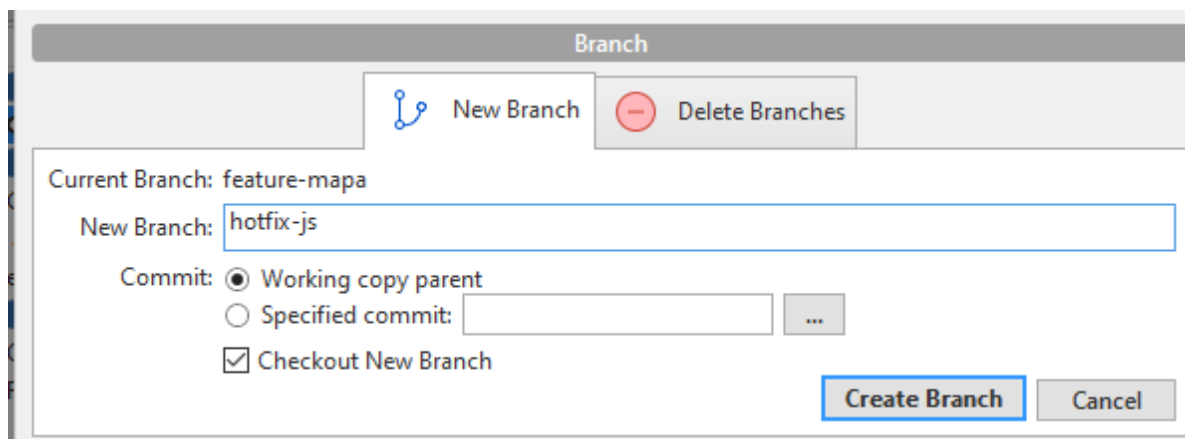 Branch
New Branch Delete Branches
Current Branch: feature-mapa
New Branch: hotfix-js
Commit: Working copy parent
Specified commit: ...
Checkout New Branch
Create Branch Cancel